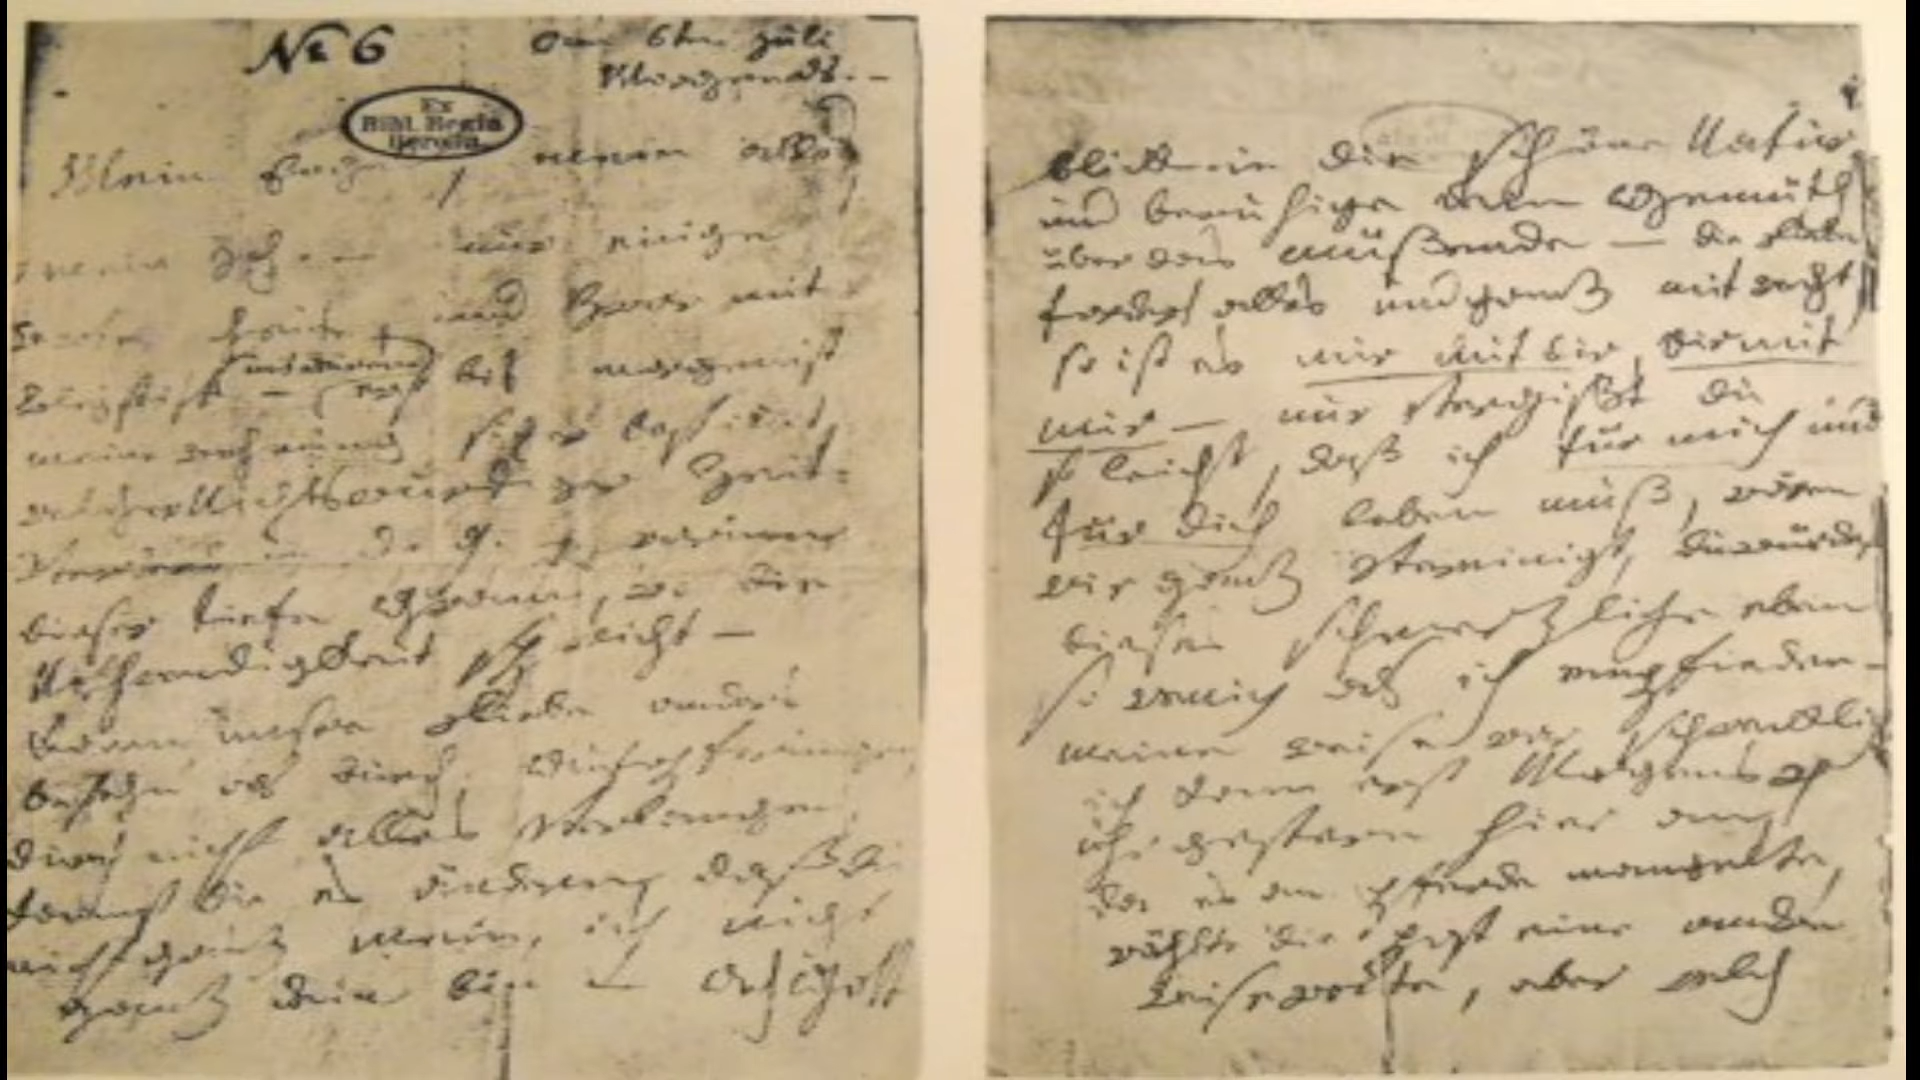 № 6 am 6ten Juli
Morgends. –
Ex
Bibl. Regia
Berolin.
Mein Engel, mein alles,
mein Ich nur einige
Worte heute, und zwar mit
Bleystift – (mit deinem) erst bis morgen ist
meine wohnung sicher bestimmt,
welcher Nichtswürdiger Zeit-
Verderb in d. g. – warum
dieser tiefe Gram, wo die
Nothwendigkeit spricht –
Kann unsre Liebe anders
bestehn als durch Aufopferungen,
durch nicht alles verlangen,
kannst du es ändern, daß du
nicht gantz mein, ich nicht
gantz dein bin – Ach Gott
blick in die schöne Natur
und beruhige dein Gemüth
über das müßende – die Liebe
fordert alles und gantz mit recht,
so ist es mir mit dir, dir mit
mir – nur vergißt du
so leicht, daß ich für mich und
für dich leben muß, wären
wir gantz vereinigt, du würdest
dieses schmerzliche eben
so wenig als ich empfinden –
meine Reise war schrecklich
ich kam erst Morgens 4
uhr gestern hier an,
da es an Pferde mangelte,
wählte die Post eine andre
Reiseroute, aber welch